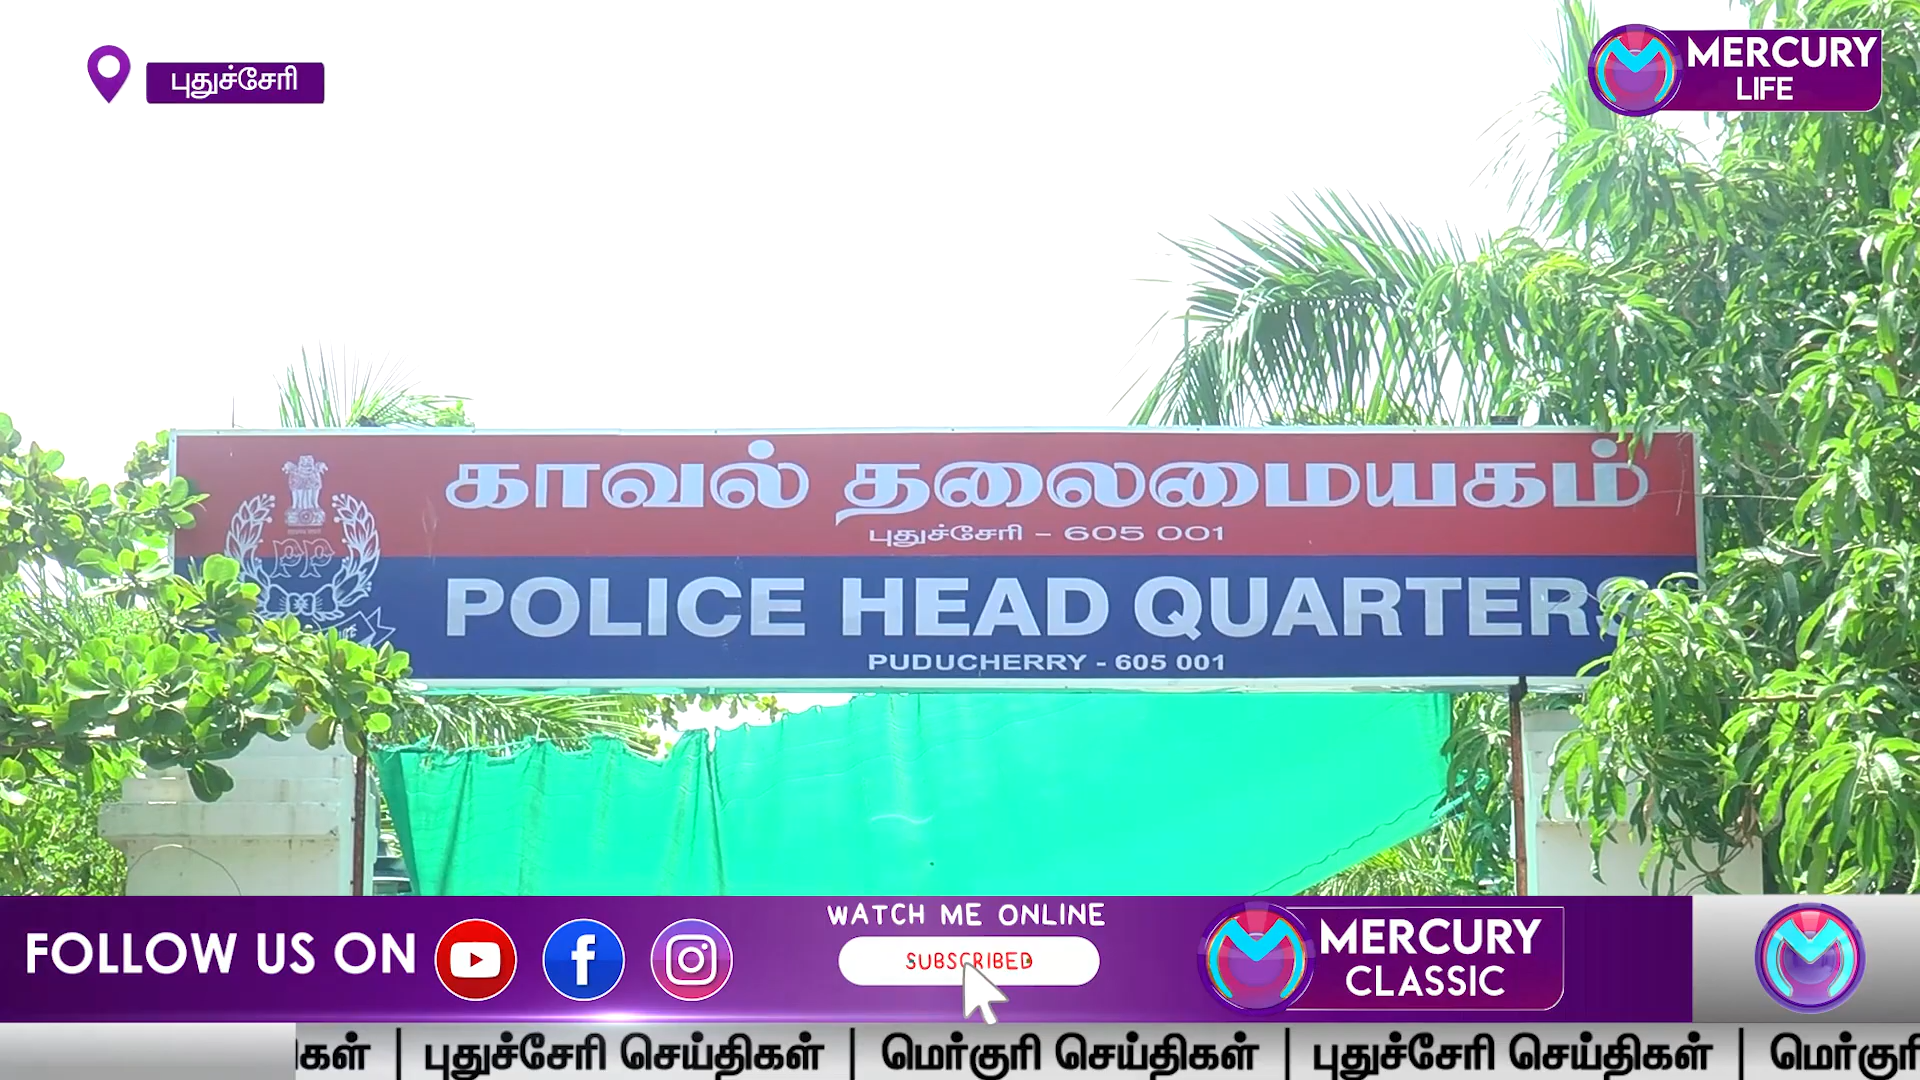 புதுச்சேரி
MERCURY
LIFE
காவல் தலைமையகம்
புதுச்சேரி - 605 001
PP
POLICE HEAD QUARTERS
PUDUCHERRY - 605 001
FOLLOW US ON
WATCH ME ONLINE
SUBSCRIBED
MERCURY
CLASSIC
புதுச்சேரி செய்திகள் | மெர்குரி செய்திகள் | புதுச்சேரி செய்திகள் |